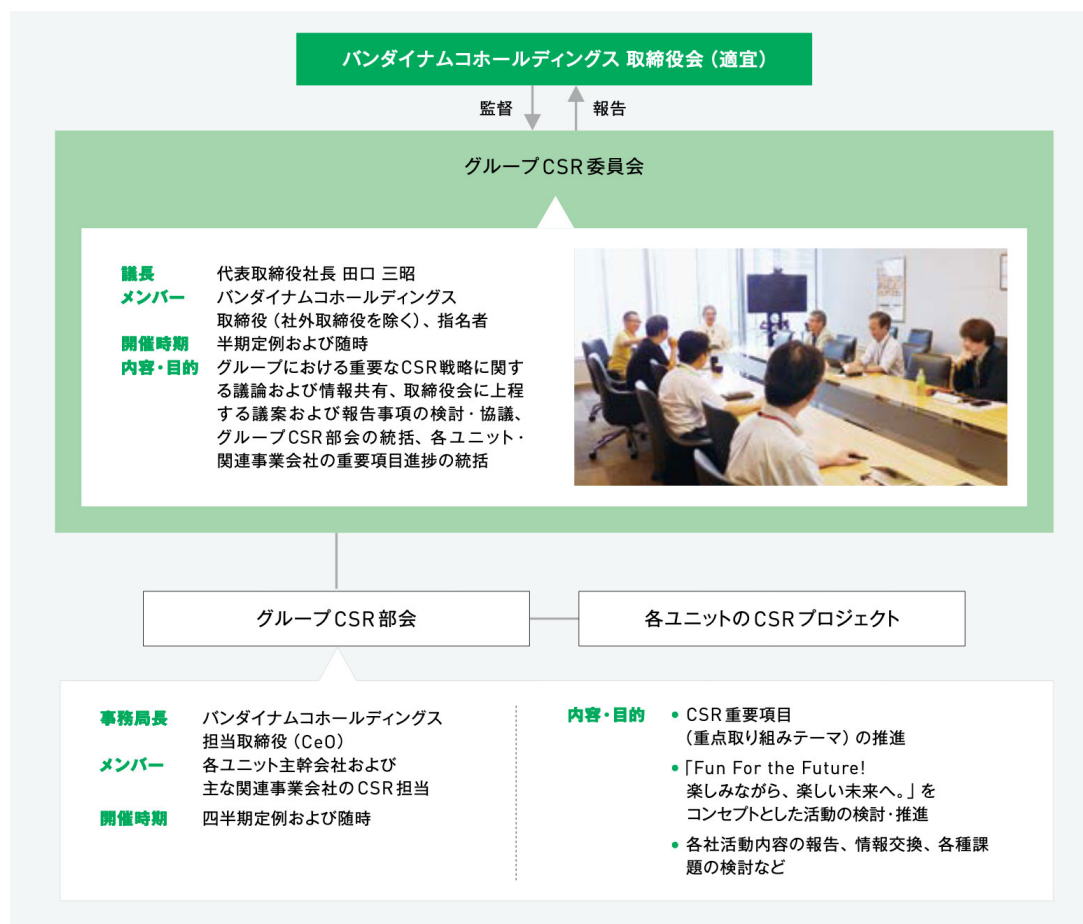 バンダイナムコホールディングス 取締役会（適宜）
監督
報告
グループCSR委員会
議長 代表取締役社長 田口 三昭
メンバー バンダイナムコホールディングス
取締役（社外取締役を除く）、指名者
開催時期 半期定例および随時
内容・目的 グループにおける重要なCSR戦略に関す
る議論および情報共有、取締役会に上程
する議案および報告事項の検討・協議、
グループCSR部会の統括、各ユニット・
関連事業会社の重要項目進捗の統括
グループCSR部会
各ユニットのCSRプロジェクト
事務局長 バンダイナムコホールディングス
担当取締役（CeO）
メンバー 各ユニット主幹会社および
主な関連事業会社のCSR担当
開催時期 四半期定例および随時
内容・目的 • CSR重要項目
（重点取り組みテーマ）の推進
• 「Fun For the Future!
楽しみながら、楽しい未来へ。」を
コンセプトとした活動の検討・推進
• 各社活動内容の報告、情報交換、各種課
題の検討など